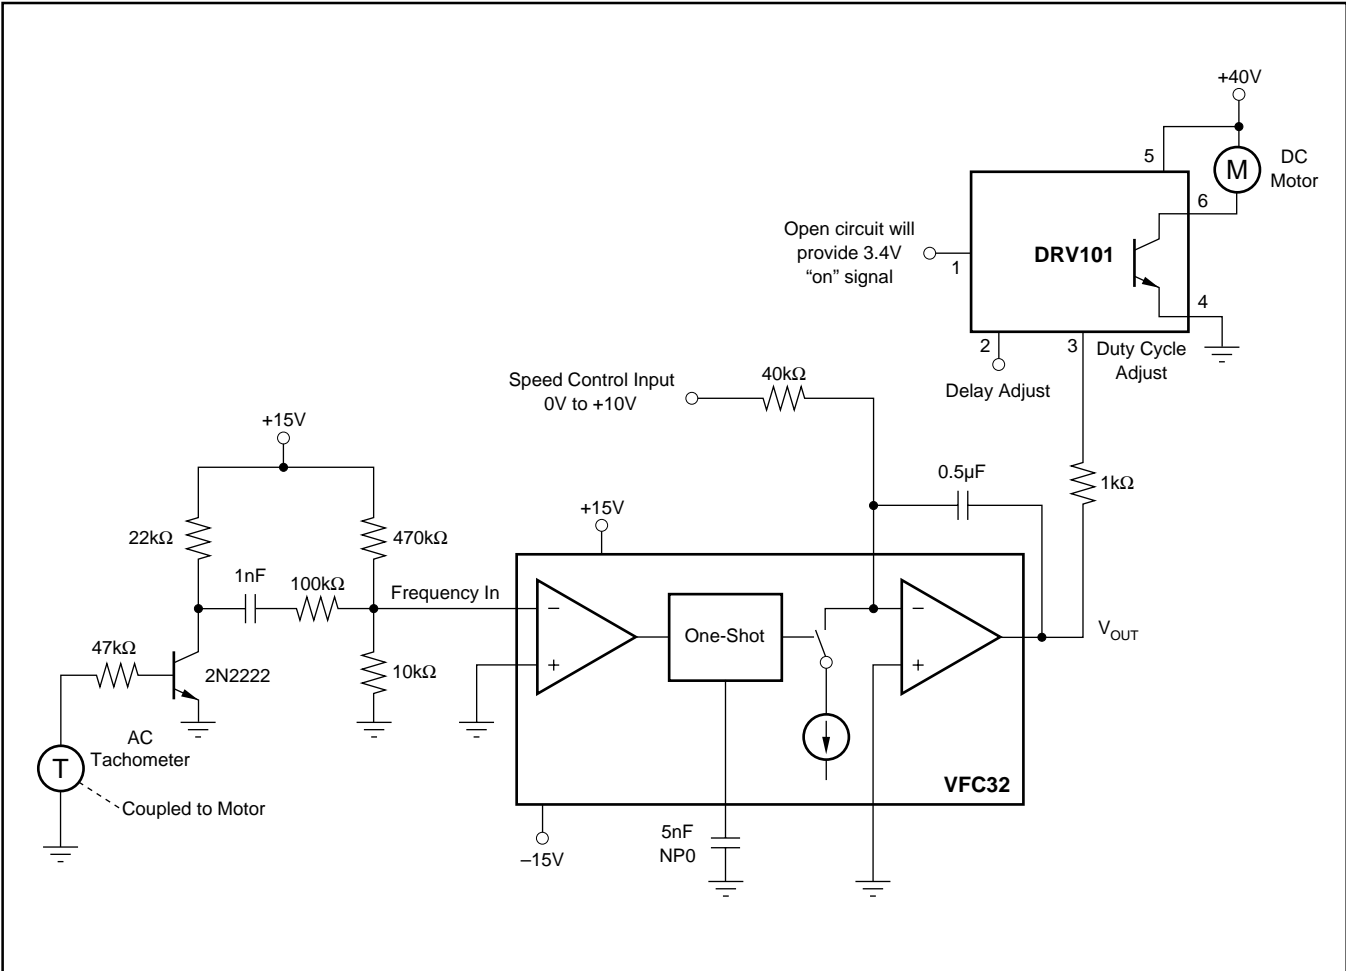 +40V
5
M
DC
Motor
6
Open circuit will
provide 3.4V
“on” signal
1
DRV101
4
2
3
Duty Cycle
Adjust
Delay Adjust
Speed Control Input
0V to +10V
40kΩ
+15V
0.5µF
1kΩ
+15V
22kΩ
470kΩ
1nF
100kΩ
Frequency In
–
+
One-Shot
–
+
VOUT
47kΩ
2N2222
10kΩ
AC
Tachometer
T
Coupled to Motor
VFC32
–15V
5nF
NP0